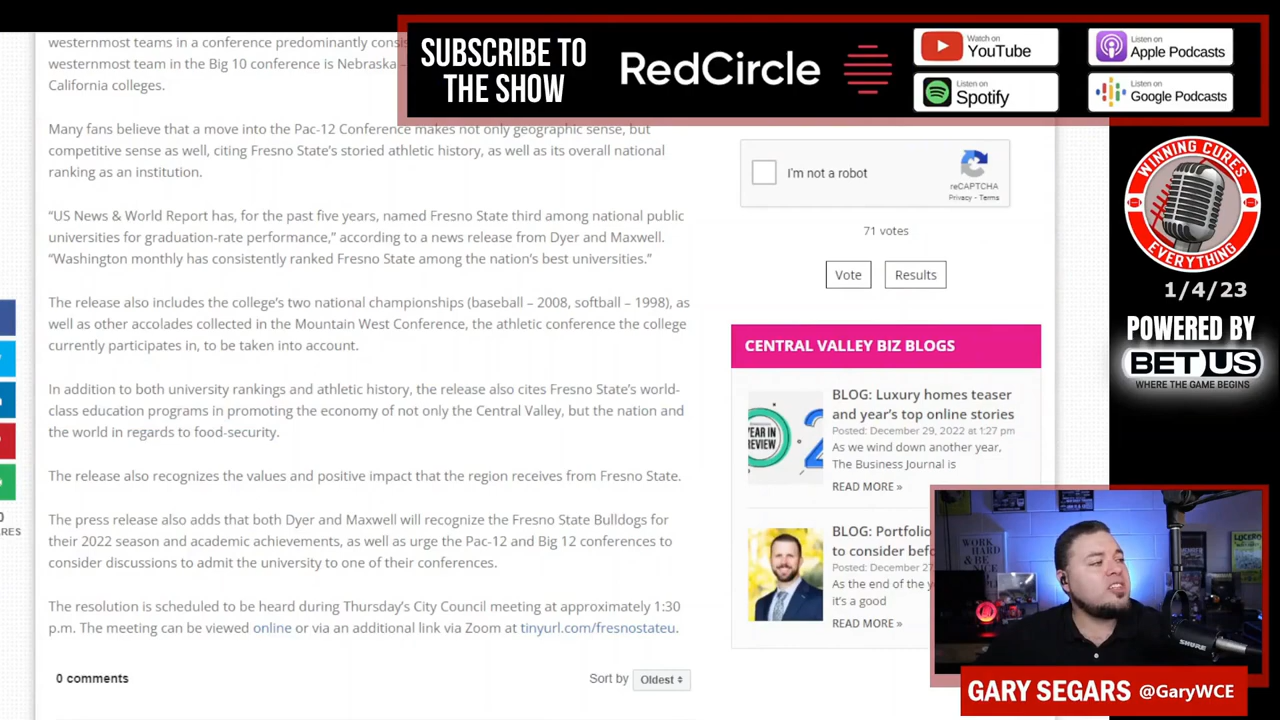 westernmost teams in a conference predominantly
westernmost team in the Big 10 conference is Nebraska –
California colleges.
Many fans believe that a move into the Pac-12 Conference makes not only geographic sense, but
competitive sense as well, citing Fresno State's storied athletic history, as well as its overall national
ranking as an institution.
“US News & World Report has, for the past five years, named Fresno State third among national public
universities for graduation-rate performance,” according to a news release from Dyer and Maxwell.
“Washington monthly has consistently ranked Fresno State among the nation's best universities.”
The release also includes the college's two national championships (baseball – 2008, softball – 1998), as
well as other accolades collected in the Mountain West Conference, the athletic conference the college
currently participates in, to be taken into account.
In addition to both university rankings and athletic history, the release also cites Fresno State's world-
class education programs in promoting the economy of not only the Central Valley, but the nation and
the world in regards to food-security.
The release also recognizes the values and positive impact that the region receives from Fresno State.
The press release also adds that both Dyer and Maxwell will recognize the Fresno State Bulldogs for
their 2022 season and academic achievements, as well as urge the Pac-12 and Big 12 conferences to
consider discussions to admit the university to one of their conferences.
The resolution is scheduled to be heard during Thursday's City Council meeting at approximately 1:30
p.m. The meeting can be viewed online or via an additional link via Zoom at tinyurl.com/fresnostateu.
0 comments
Sort by Oldest
SUBSCRIBE TO
THE SHOW
RedCircle
Watch on
YouTube
Listen on
Spotify
Listen on
Apple Podcasts
Listen on
Google Podcasts
I'm not a robot
reCAPTCHA
Privacy - Terms
71 votes
Vote
Results
CENTRAL VALLEY BIZ BLOGS
YEAR IN
REVIEW
BLOG: Luxury homes teaser
and year's top online stories
Posted: December 29, 2022 at 1:27 pm
As we wind down another year,
The Business Journal is
READ MORE »
BLOG: Portfolio
to consider
Posted: December 27
As the end of the
it's a good
READ MORE »
WINNING CURES
EVERYTHING
1/4/23
POWERED BY
BETUS
WHERE THE GAME BEGINS
WORK
HARD
SHURE
GARY SEGARS @GaryWCE